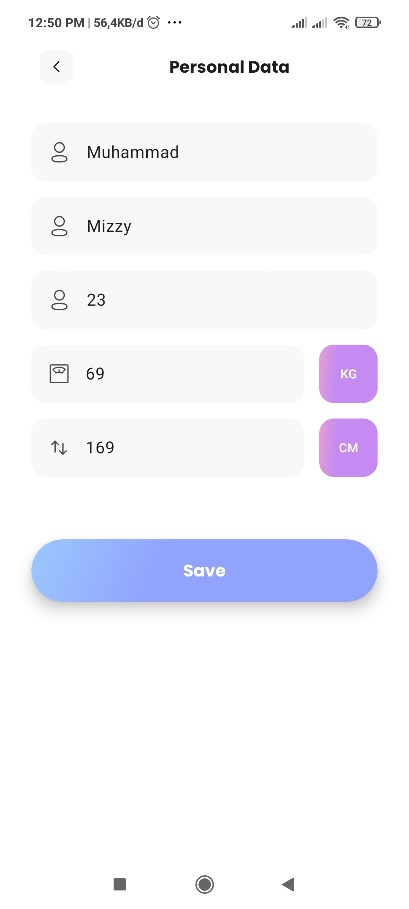 12:50 PM | 56,4KB/d ...
72
Personal Data
Muhammad
Mizzy
23
69
KG
169
CM
Save